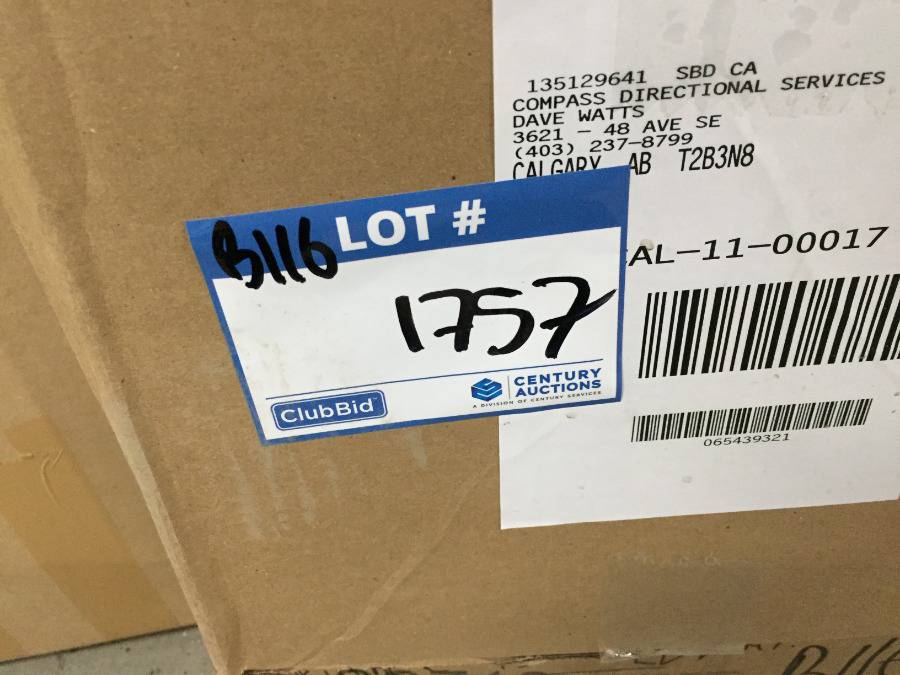 135129641 SBD CA
COMPASS DIRECTIONAL SERVICES
DAVE WATTS
3621 - 48 AVE SE
(403) 237-8799
CALGARY AB T2B3N8
AL-11-00017
065439321
B116 LOT #
1757
ClubBid
CENTURY
AUCTIONS
A DIVISION OF CENTURY SERVICES
B116